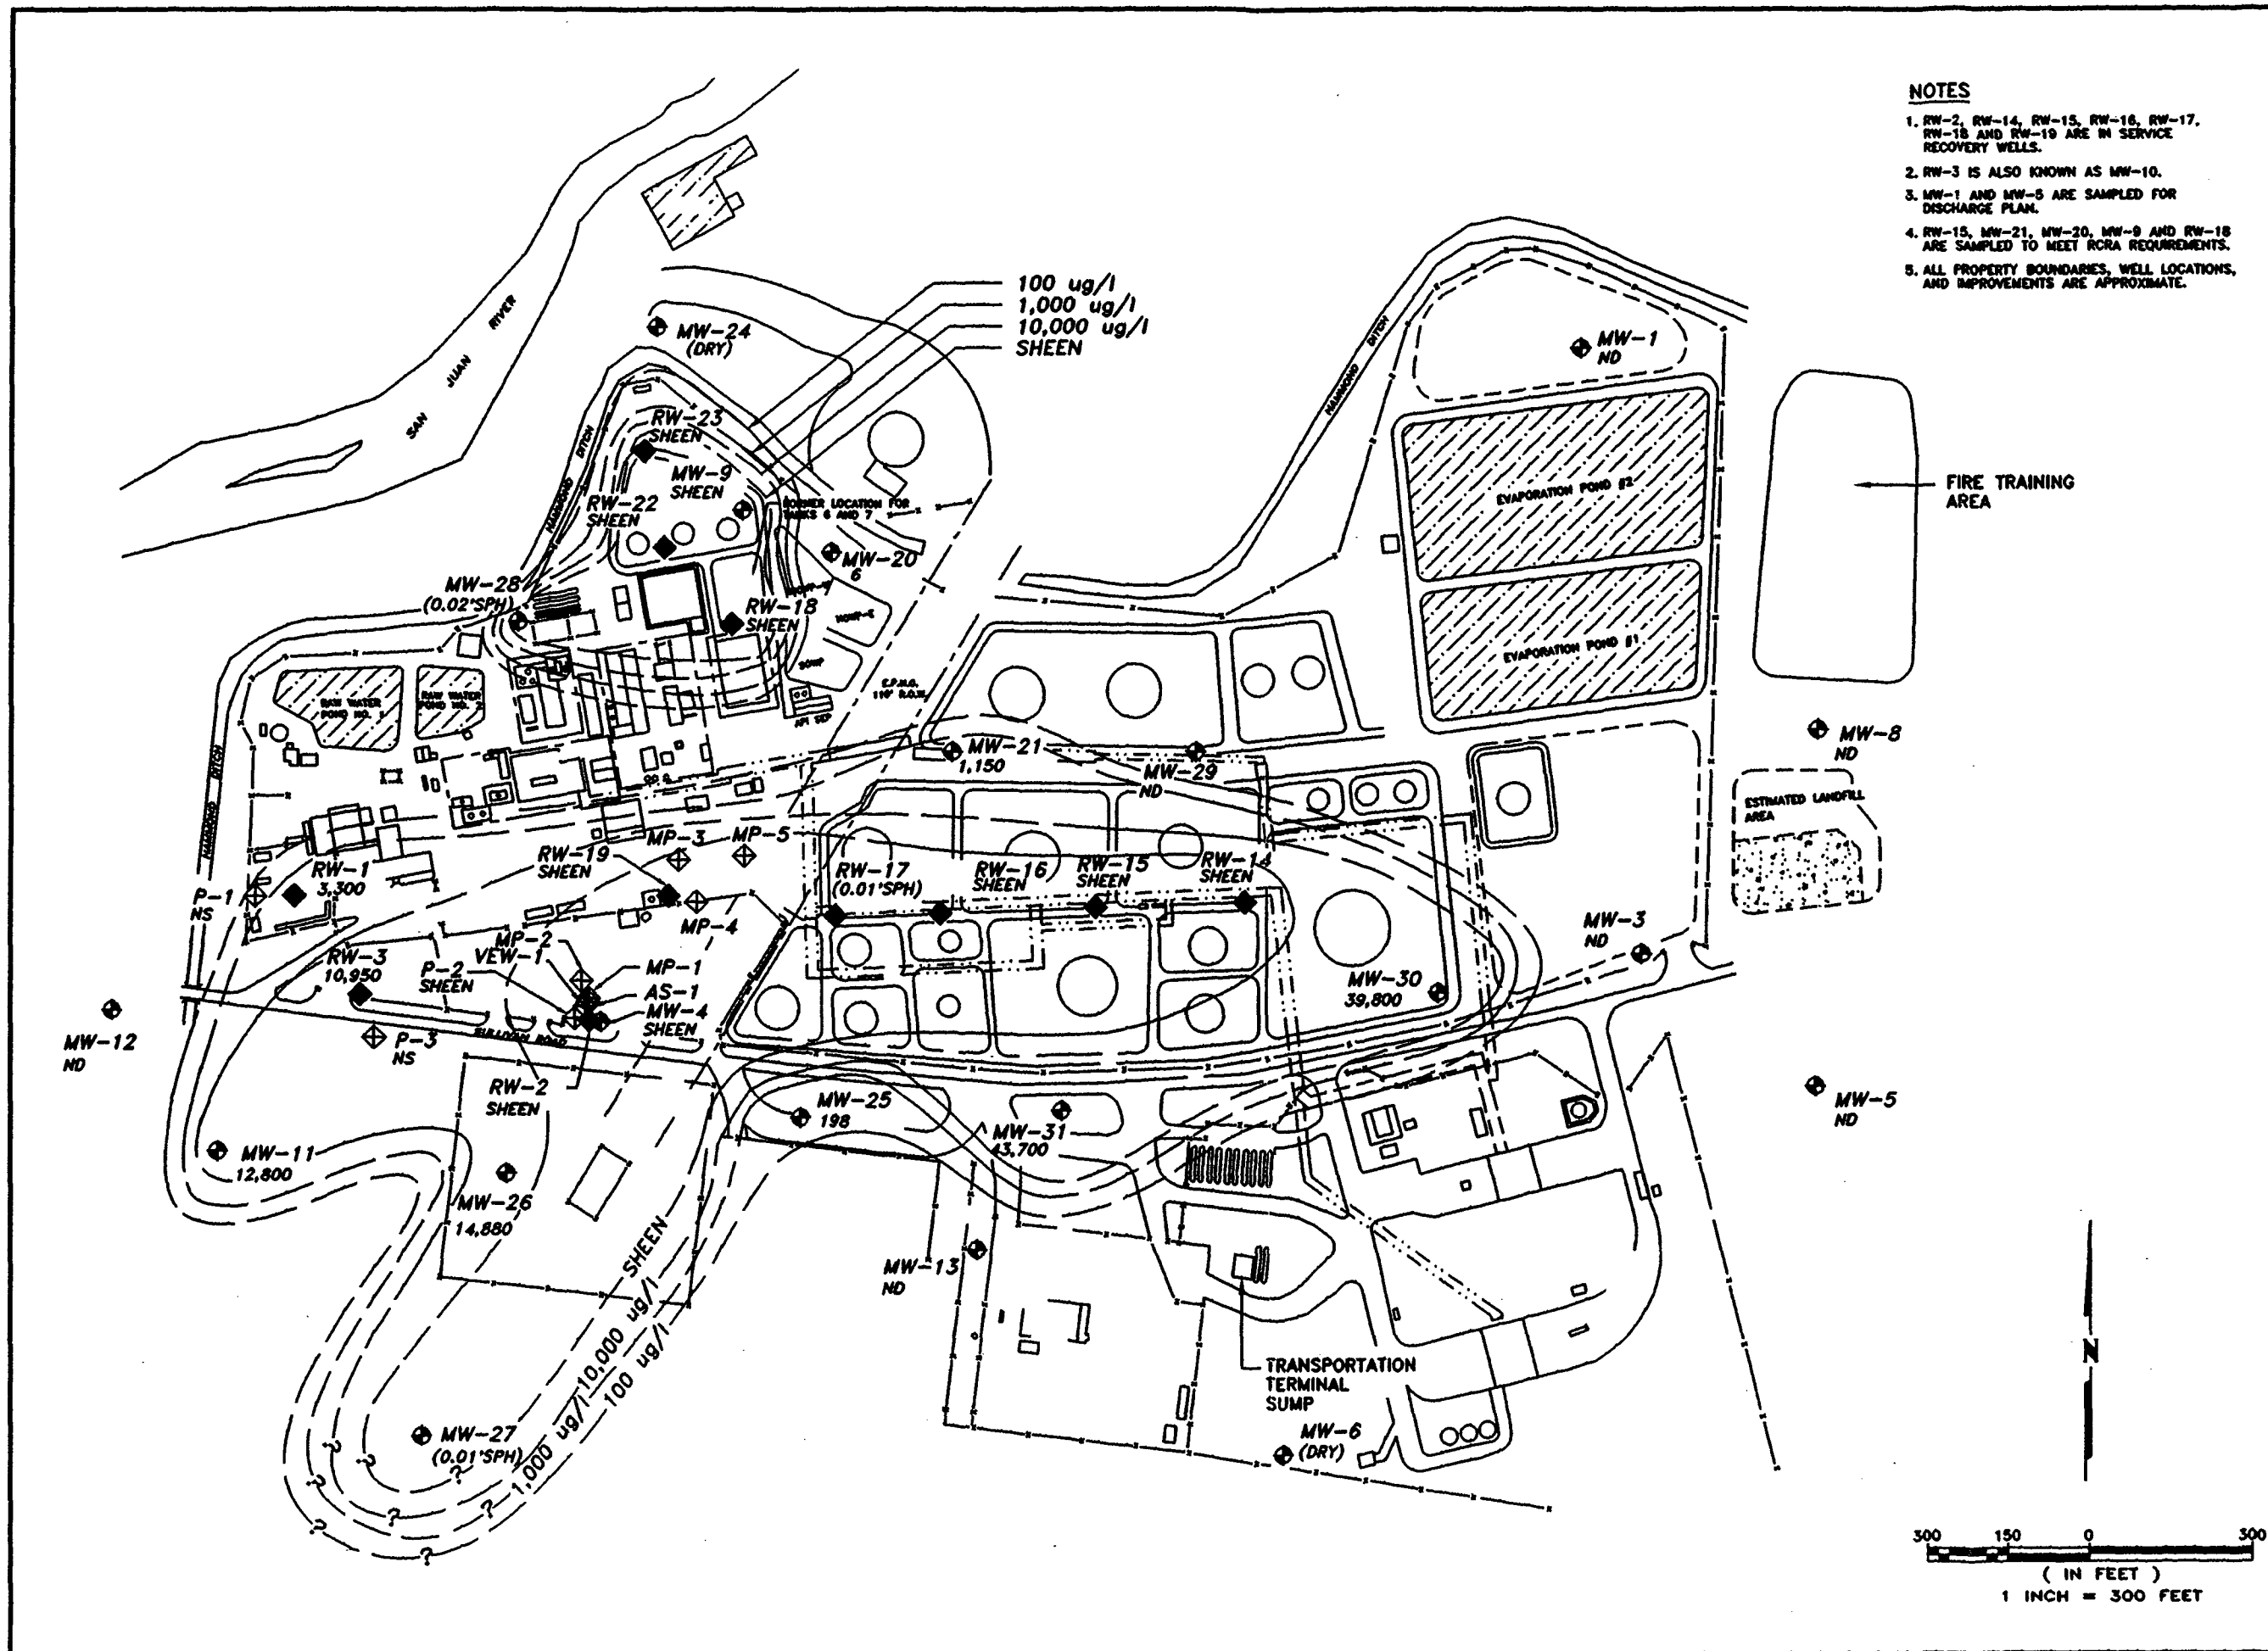 NOTES
1. RW-2, RW-14, RW-15, RW-16, RW-17,
RW-18 AND RW-19 ARE IN SERVICE
RECOVERY WELLS.
2. RW-3 IS ALSO KNOWN AS MW-10.
3. MW-1 AND MW-5 ARE SAMPLED FOR
DISCHARGE PLAN.
4. RW-15, MW-21, MW-20, MW-9 AND RW-18
ARE SAMPLED TO MEET RCRA REQUIREMENTS.
5. ALL PROPERTY BOUNDARIES, WELL LOCATIONS,
AND IMPROVEMENTS ARE APPROXIMATE.
100 ug/l
1,000 ug/l
10,000 ug/l
SHEEN
SAN JUAN RIVER
MW-24
(DRY)
HAMMOND DITCH
MW-1
ND
RW-23
SHEEN
MW-9
SHEEN
RW-22
SHEEN
HAMMOND DITCH
FORMER LOCATION FOR
TANKS 6 AND 7
EVAPORATION POND #2
FIRE TRAINING
AREA
MW-20
6
MW-28
(0.02'SPH)
RW-18
SHEEN
SOWP
EVAPORATION POND #1
RAW WATER
POND NO. 1
RAW WATER
POND NO. 2
E.P.N.G.
110' R.O.W.
API SEP
HAMMOND DITCH
MW-21
1,150
MW-29
ND
MW-8
ND
ESTIMATED LANDFILL
AREA
MP-3
MP-5
RW-19
SHEEN
RW-1
3,300
P-1
NS
RW-17
(0.01'SPH)
RW-16
SHEEN
RW-15
SHEEN
RW-14
SHEEN
MP-4
MW-3
ND
RW-3
10,950
MP-2
VEW-1
P-2
SHEEN
MP-1
AS-1
MW-4
SHEEN
MW-30
39,800
MW-12
ND
P-3
NS
SULLIVAN ROAD
RW-2
SHEEN
MW-25
198
MW-31
43,700
MW-5
ND
MW-11
12,800
MW-26
14,880
MW-13
ND
SHEEN
10,000 ug/l
1,000 ug/l
100 ug/l
TRANSPORTATION
TERMINAL
SUMP
MW-27
(0.01'SPH)
? ? ? ? ? ? ? ?
MW-6
(DRY)
N
300 150 0 300
( IN FEET )
1 INCH = 300 FEET